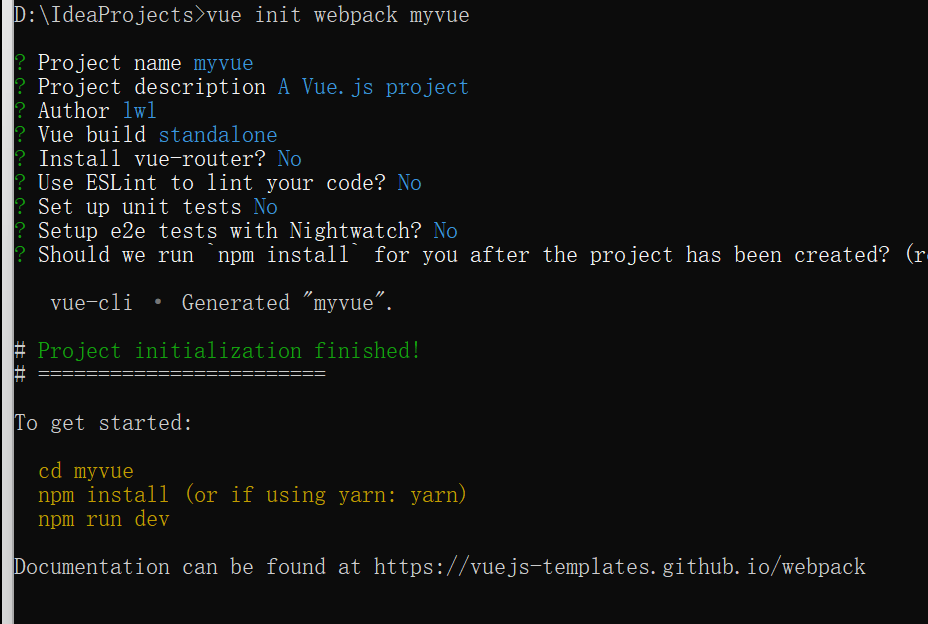 D:\IdeaProjects>vue init webpack myvue
? Project name myvue
? Project description A Vue.js project
? Author lwl
? Vue build standalone
? Install vue-router? No
? Use ESLint to lint your code? No
? Set up unit tests No
? Setup e2e tests with Nightwatch? No
? Should we run `npm install` for you after the project has been created? (re
vue-cli · Generated "myvue".
# Project initialization finished!
# ========================
To get started:
cd myvue
npm install (or if using yarn: yarn)
npm run dev
Documentation can be found at https://vuejs-templates.github.io/webpack